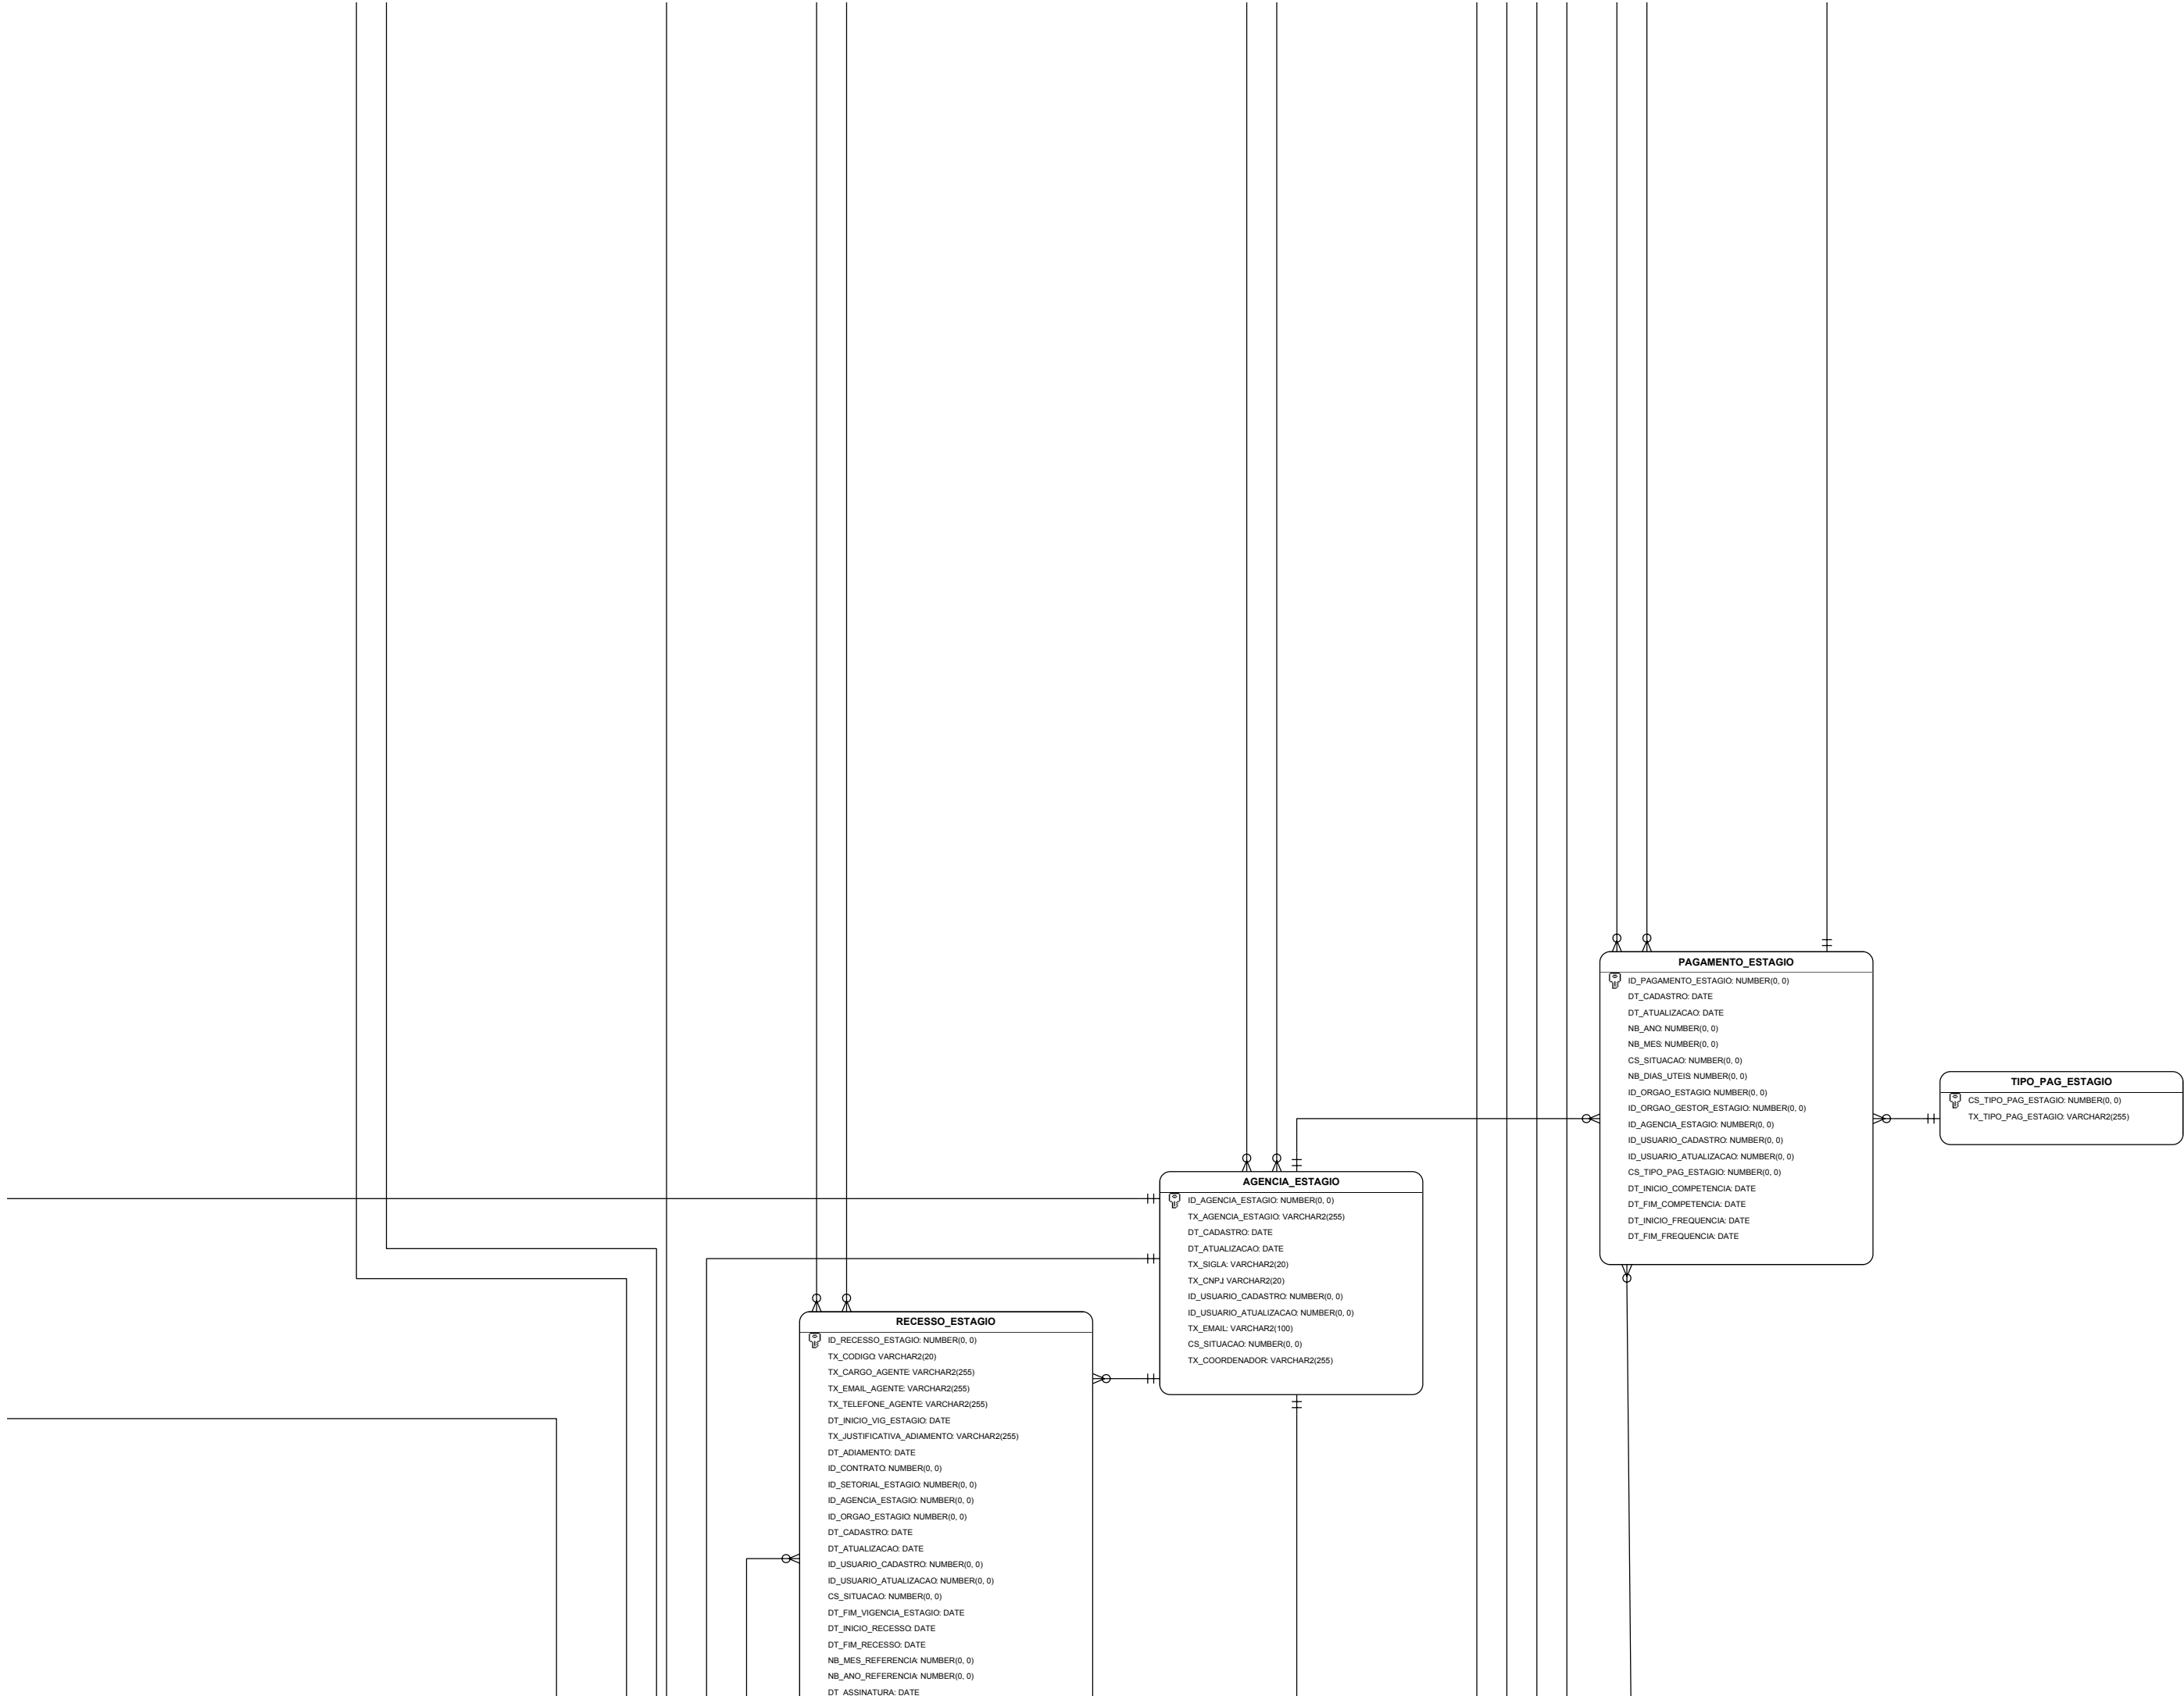 PAGAMENTO_ESTAGIO
ID_PAGAMENTO_ESTAGIO: NUMBER(0, 0)
DT_CADASTRO: DATE
DT_ATUALIZACAO: DATE
NB_ANO: NUMBER(0, 0)
NB_MES: NUMBER(0, 0)
CS_SITUACAO: NUMBER(0, 0)
NB_DIAS_UTEIS: NUMBER(0, 0)
ID_ORGAO_ESTAGIO: NUMBER(0, 0)
ID_ORGAO_GESTOR_ESTAGIO: NUMBER(0, 0)
ID_AGENCIA_ESTAGIO: NUMBER(0, 0)
ID_USUARIO_CADASTRO: NUMBER(0, 0)
ID_USUARIO_ATUALIZACAO: NUMBER(0, 0)
CS_TIPO_PAG_ESTAGIO: NUMBER(0, 0)
DT_INICIO_COMPETENCIA: DATE
DT_FIM_COMPETENCIA: DATE
DT_INICIO_FREQUENCIA: DATE
DT_FIM_FREQUENCIA: DATE
TIPO_PAG_ESTAGIO
CS_TIPO_PAG_ESTAGIO: NUMBER(0, 0)
TX_TIPO_PAG_ESTAGIO: VARCHAR2(255)
AGENCIA_ESTAGIO
ID_AGENCIA_ESTAGIO: NUMBER(0, 0)
TX_AGENCIA_ESTAGIO: VARCHAR2(255)
DT_CADASTRO: DATE
DT_ATUALIZACAO: DATE
TX_SIGLA: VARCHAR2(20)
TX_CNPJ: VARCHAR2(20)
ID_USUARIO_CADASTRO: NUMBER(0, 0)
ID_USUARIO_ATUALIZACAO: NUMBER(0, 0)
TX_EMAIL: VARCHAR2(100)
CS_SITUACAO: NUMBER(0, 0)
TX_COORDENADOR: VARCHAR2(255)
RECESSO_ESTAGIO
ID_RECESSO_ESTAGIO: NUMBER(0, 0)
TX_CODIGO: VARCHAR2(20)
TX_CARGO_AGENTE: VARCHAR2(255)
TX_EMAIL_AGENTE: VARCHAR2(255)
TX_TELEFONE_AGENTE: VARCHAR2(255)
DT_INICIO_VIG_ESTAGIO: DATE
TX_JUSTIFICATIVA_ADIAMENTO: VARCHAR2(255)
DT_ADIAMENTO: DATE
ID_CONTRATO: NUMBER(0, 0)
ID_SETORIAL_ESTAGIO: NUMBER(0, 0)
ID_AGENCIA_ESTAGIO: NUMBER(0, 0)
ID_ORGAO_ESTAGIO: NUMBER(0, 0)
DT_CADASTRO: DATE
DT_ATUALIZACAO: DATE
ID_USUARIO_CADASTRO: NUMBER(0, 0)
ID_USUARIO_ATUALIZACAO: NUMBER(0, 0)
CS_SITUACAO: NUMBER(0, 0)
DT_FIM_VIGENCIA_ESTAGIO: DATE
DT_INICIO_RECESSO: DATE
DT_FIM_RECESSO: DATE
NB_MES_REFERENCIA: NUMBER(0, 0)
NB_ANO_REFERENCIA: NUMBER(0, 0)
DT_ASSINATURA: DATE